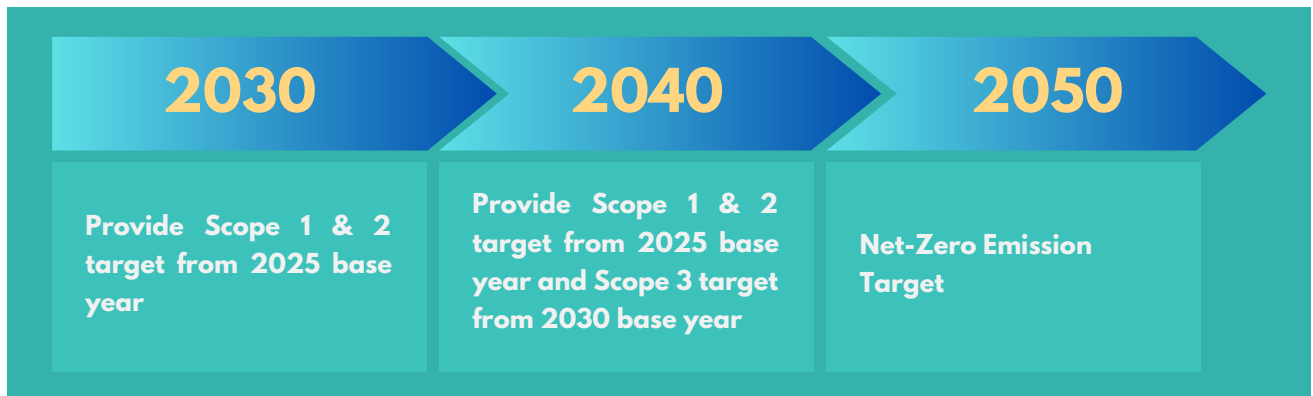 2030
2040
2050
Provide Scope 1 & 2
target from 2025 base
year
Provide Scope 1 & 2
target from 2025 base
year and Scope 3 target
from 2030 base year
Net-Zero Emission
Target